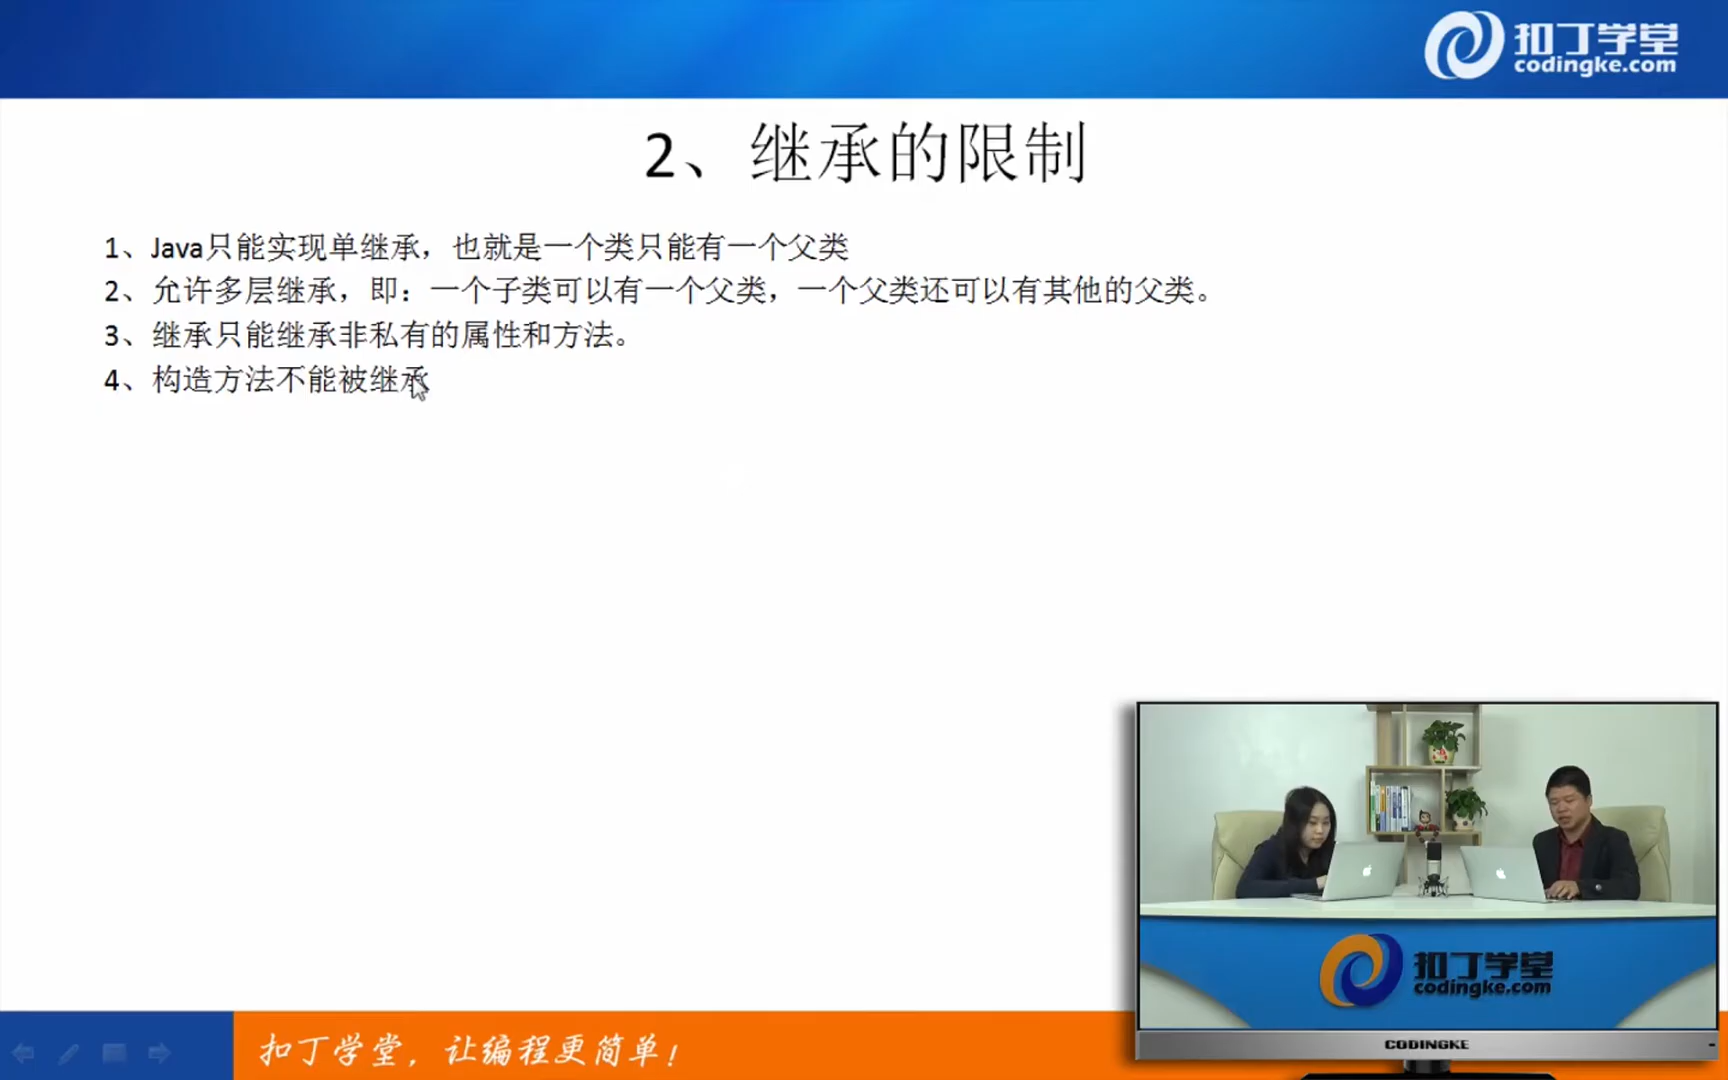 扣丁学堂
codingke.com
2、继承的限制
1、Java只能实现单继承，也就是一个类只能有一个父类
2、允许多层继承，即：一个子类可以有一个父类，一个父类还可以有其他的父类。
3、继承只能继承非私有的属性和方法。
4、构造方法不能被继承
扣丁学堂
codingke.com
CODINGKE
扣丁学堂，让编程更简单！